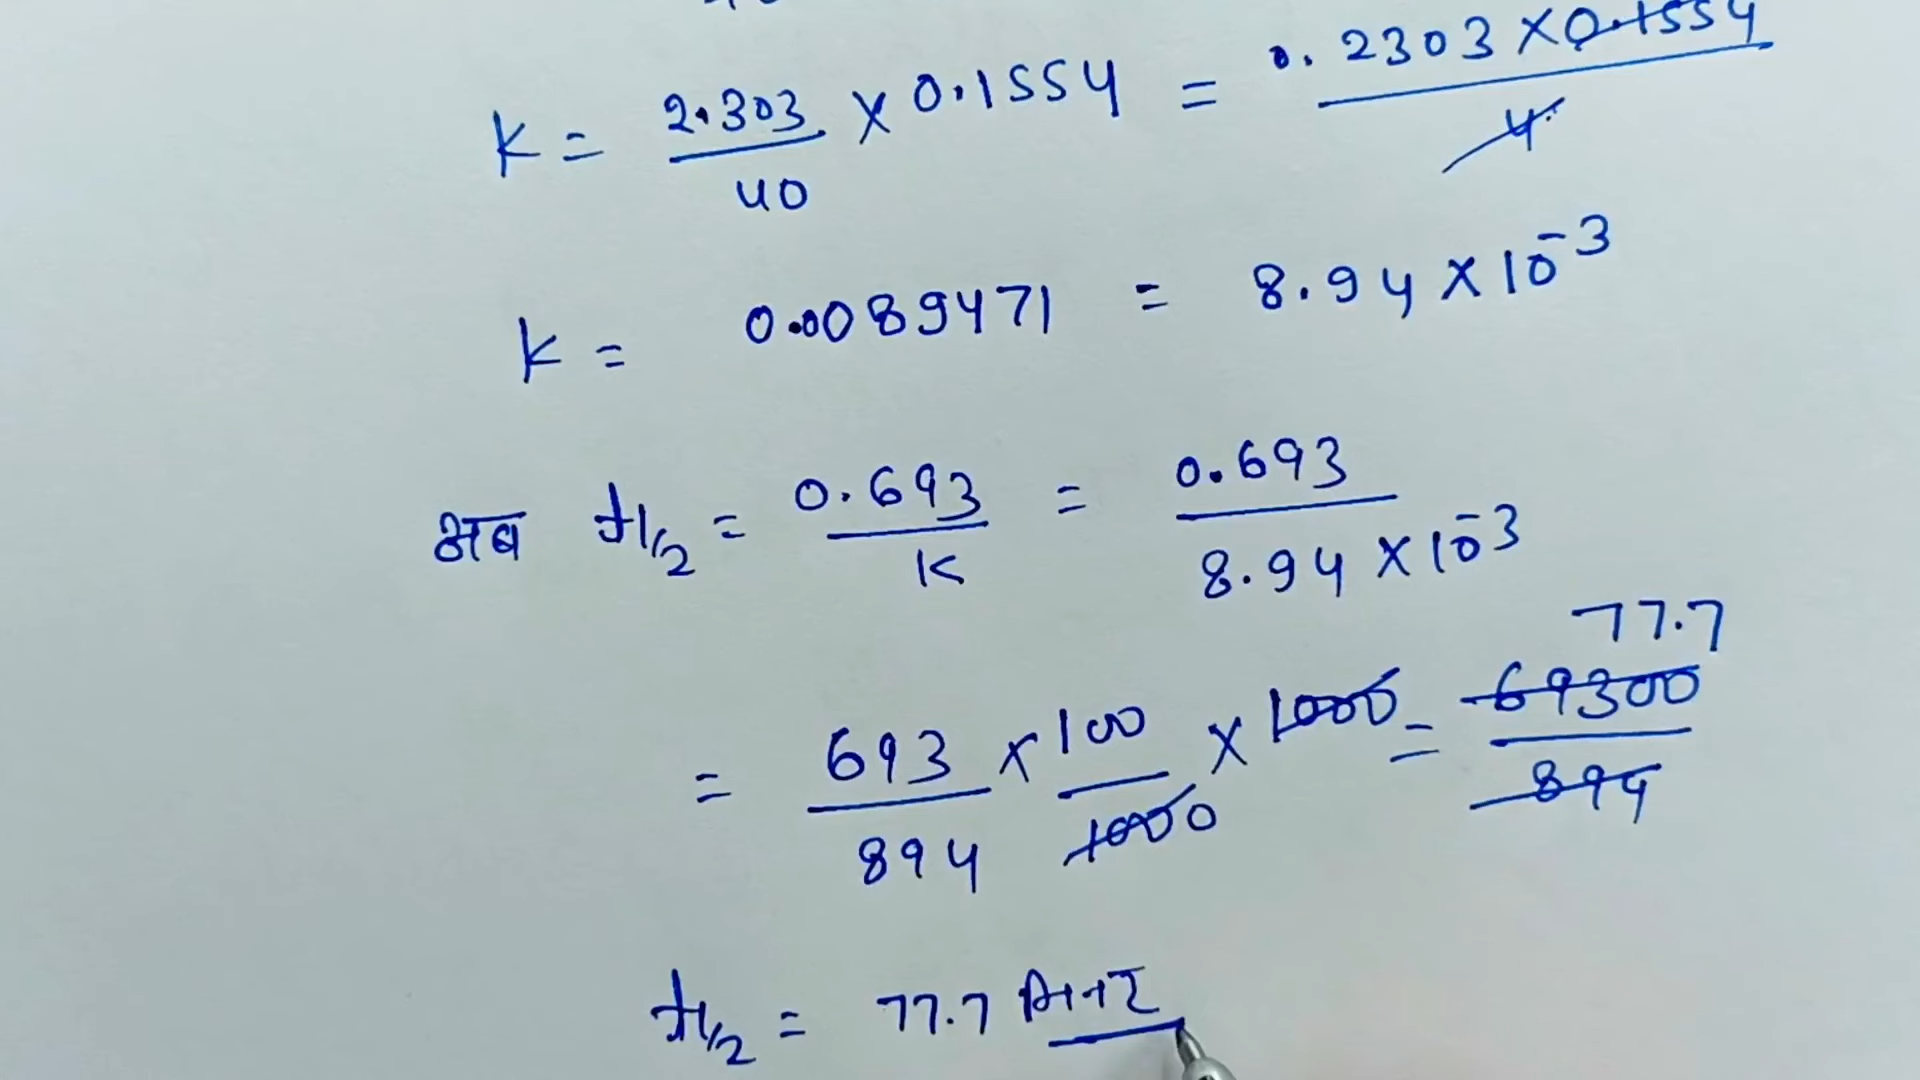 K = 2.303/40 × 0.1554 = 0.2303 × 0.1554/4
K = 0.0089471 = 8.94 × 10⁻³
अब t1/2 = 0.693/K = 0.693/8.94 × 10⁻³
= 693/894 × 100/1000 × 1000 = 69300/894 77.7
t1/2 = 77.7 मिनट